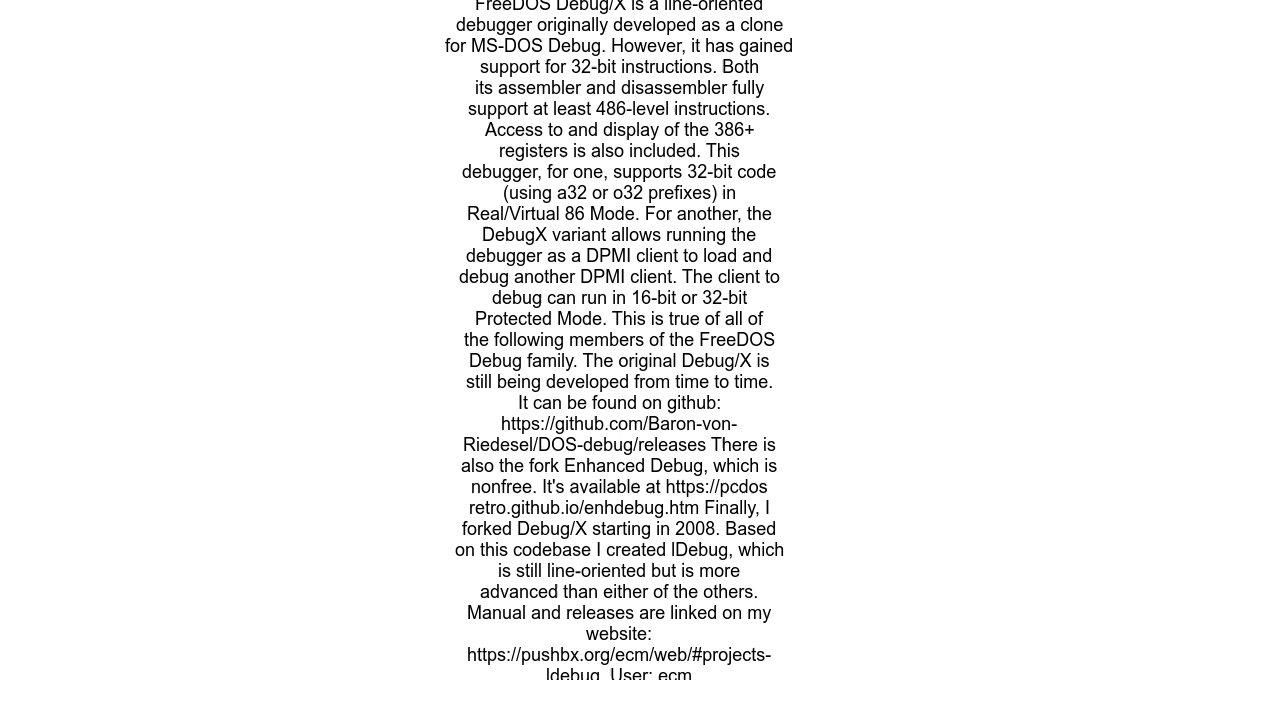 FreeDOS Debug/X is a line-oriented
debugger originally developed as a clone
for MS-DOS Debug. However, it has gained
support for 32-bit instructions. Both
its assembler and disassembler fully
support at least 486-level instructions.
Access to and display of the 386+
registers is also included. This
debugger, for one, supports 32-bit code
(using a32 or o32 prefixes) in
Real/Virtual 86 Mode. For another, the
DebugX variant allows running the
debugger as a DPMI client to load and
debug another DPMI client. The client to
debug can run in 16-bit or 32-bit
Protected Mode. This is true of all of
the following members of the FreeDOS
Debug family. The original Debug/X is
still being developed from time to time.
It can be found on github:
https://github.com/Baron-von-
Riedesel/DOS-debug/releases There is
also the fork Enhanced Debug, which is
nonfree. It's available at https://pcdos
retro.github.io/enhdebug.htm Finally, I
forked Debug/X starting in 2008. Based
on this codebase I created lDebug, which
is still line-oriented but is more
advanced than either of the others.
Manual and releases are linked on my
website:
https://pushbx.org/ecm/web/#projects-
ldebug. User: ecm